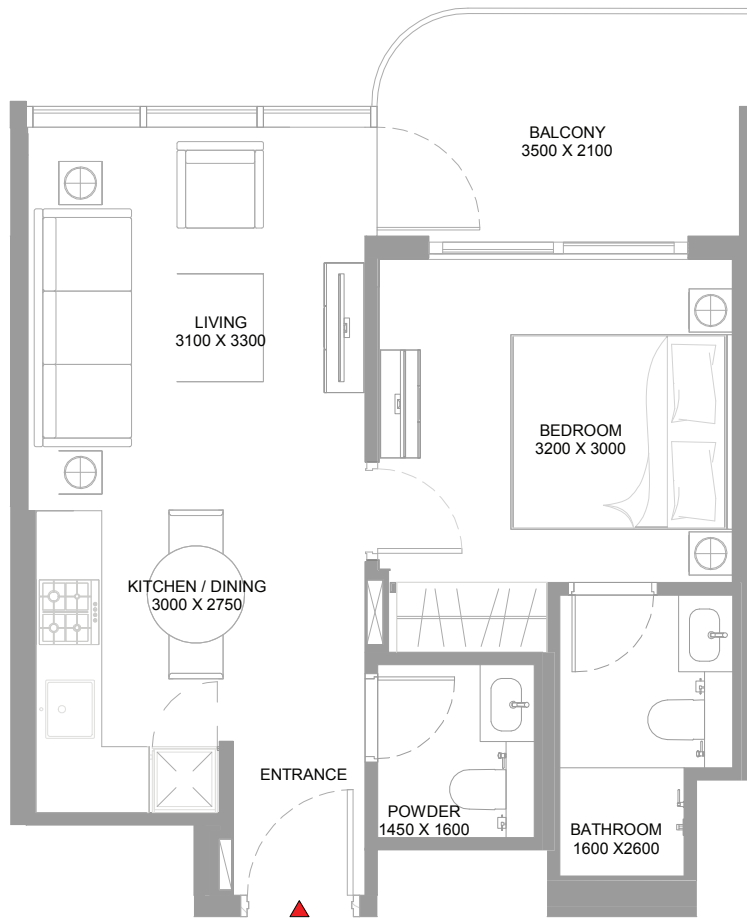 BALCONY
3500 X 2100
LIVING
3100 X 3300
BEDROOM
3200 X 3000
KITCHEN / DINING
3000 X 2750
ENTRANCE
POWDER
1450 X 1600
BATHROOM
1600 X2600